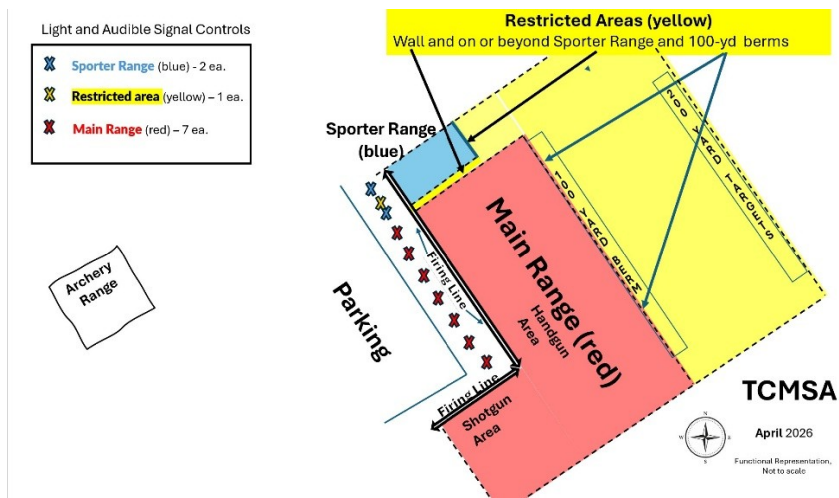 Light and Audible Signal Controls
Sporter Range (blue) - 2 ea.
Restricted area (yellow) – 1 ea.
Main Range (red) – 7 ea.
Restricted Areas (yellow)
Wall and on or beyond Sporter Range and 100-yd berms
Sporter Range
(blue)
200 YARD TARGETS
100 YARD BERM
Main Range (red)
Handgun
Area
Firing Line
Archery
Range
Parking
Firing Line
Shotgun
Area
TCMSA
N
W
E
S
April 2026
Functional Representation,
Not to scale